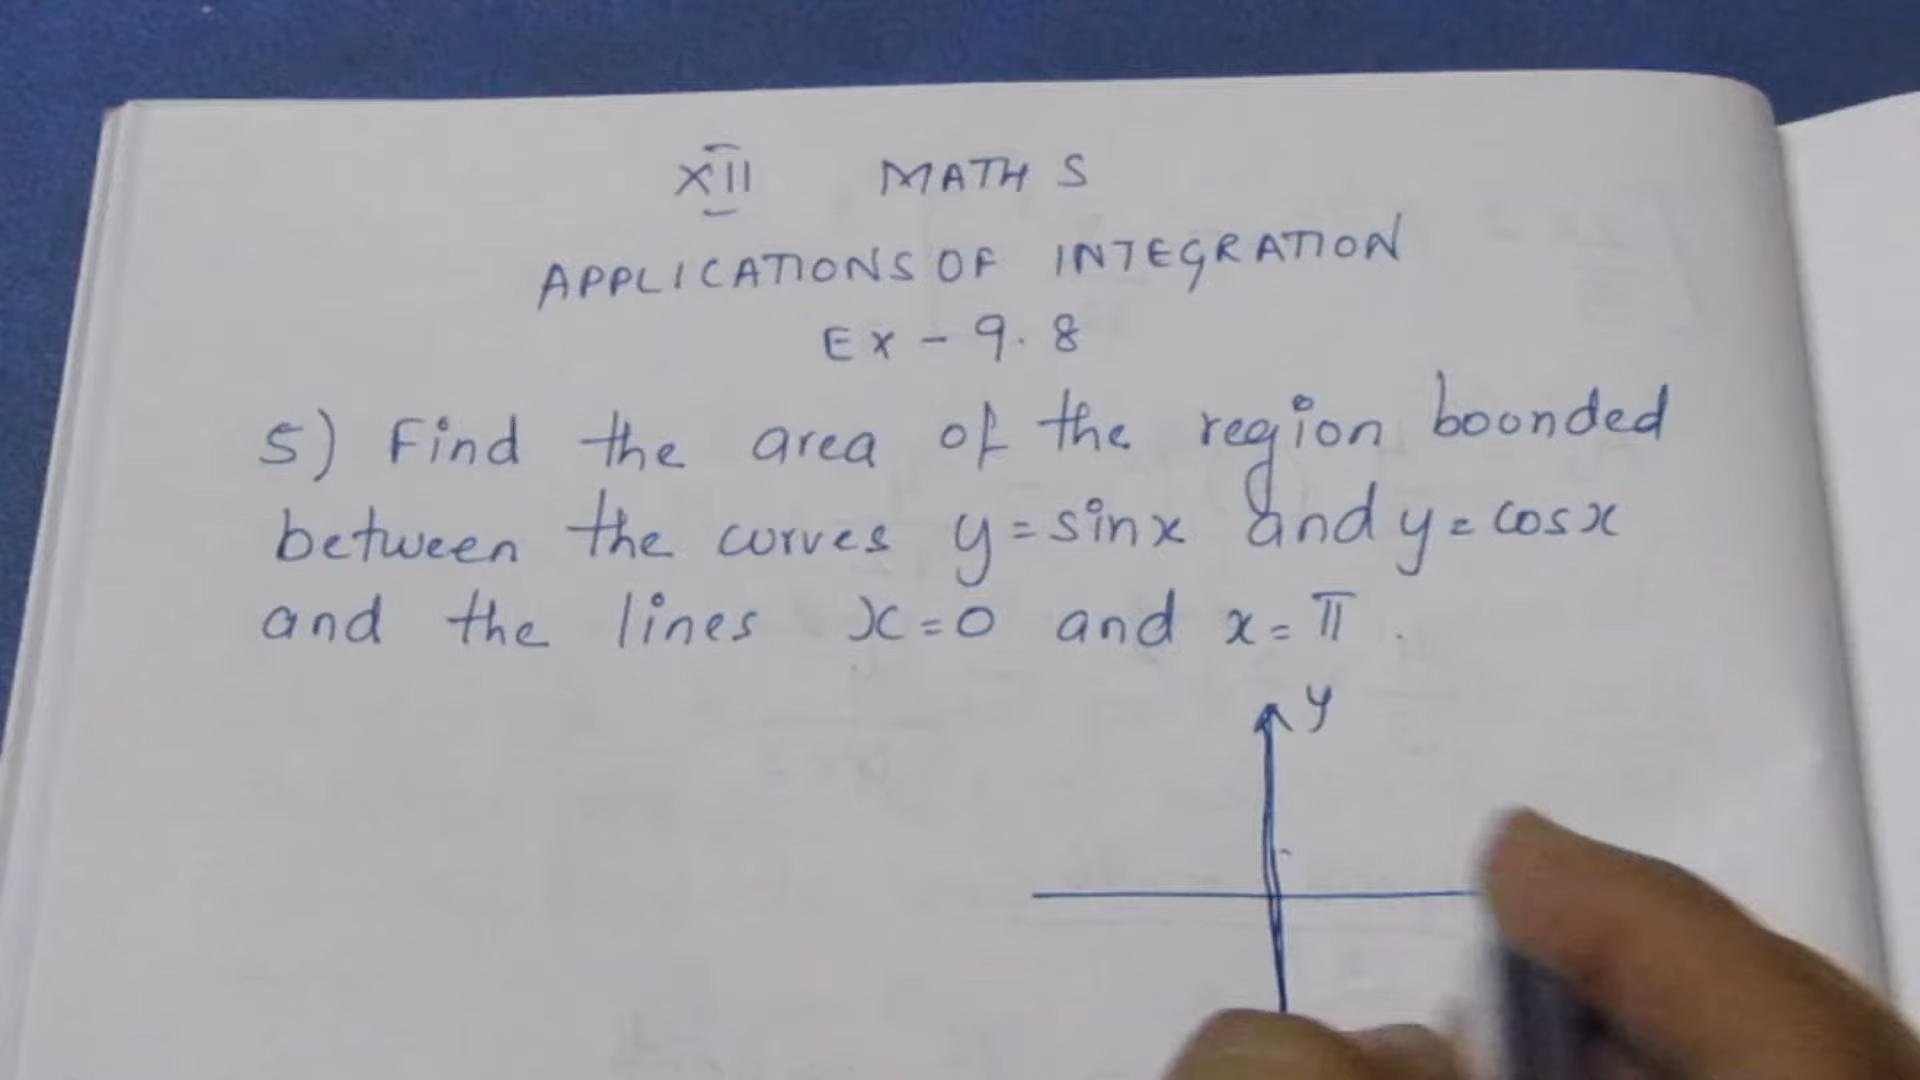 XII MATHS
APPLICATIONS OF INTEGRATION
Ex - 9.8
5) Find the area of the region bounded
between the curves y=sinx and y=cosx
and the lines x=0 and x=π.
y